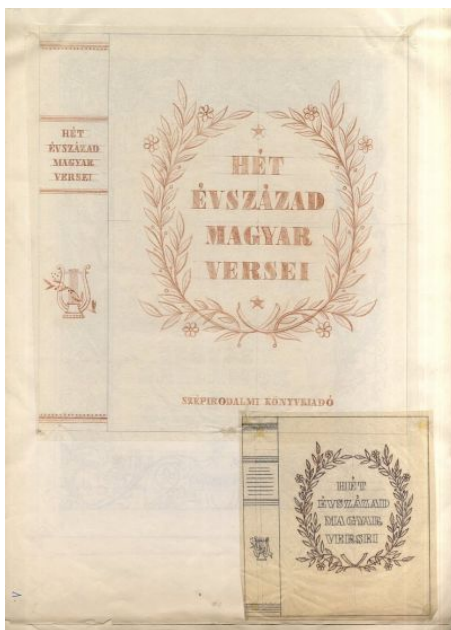 HÉT
ÉVSZÁZAD
MAGYAR
VERSEI
HÉT
ÉVSZÁZAD
MAGYAR
VERSEI
SZÉPIRODALMI KÖNYVKIADÓ
HÉT
ÉVSZÁZAD
MAGYAR
VERSEI